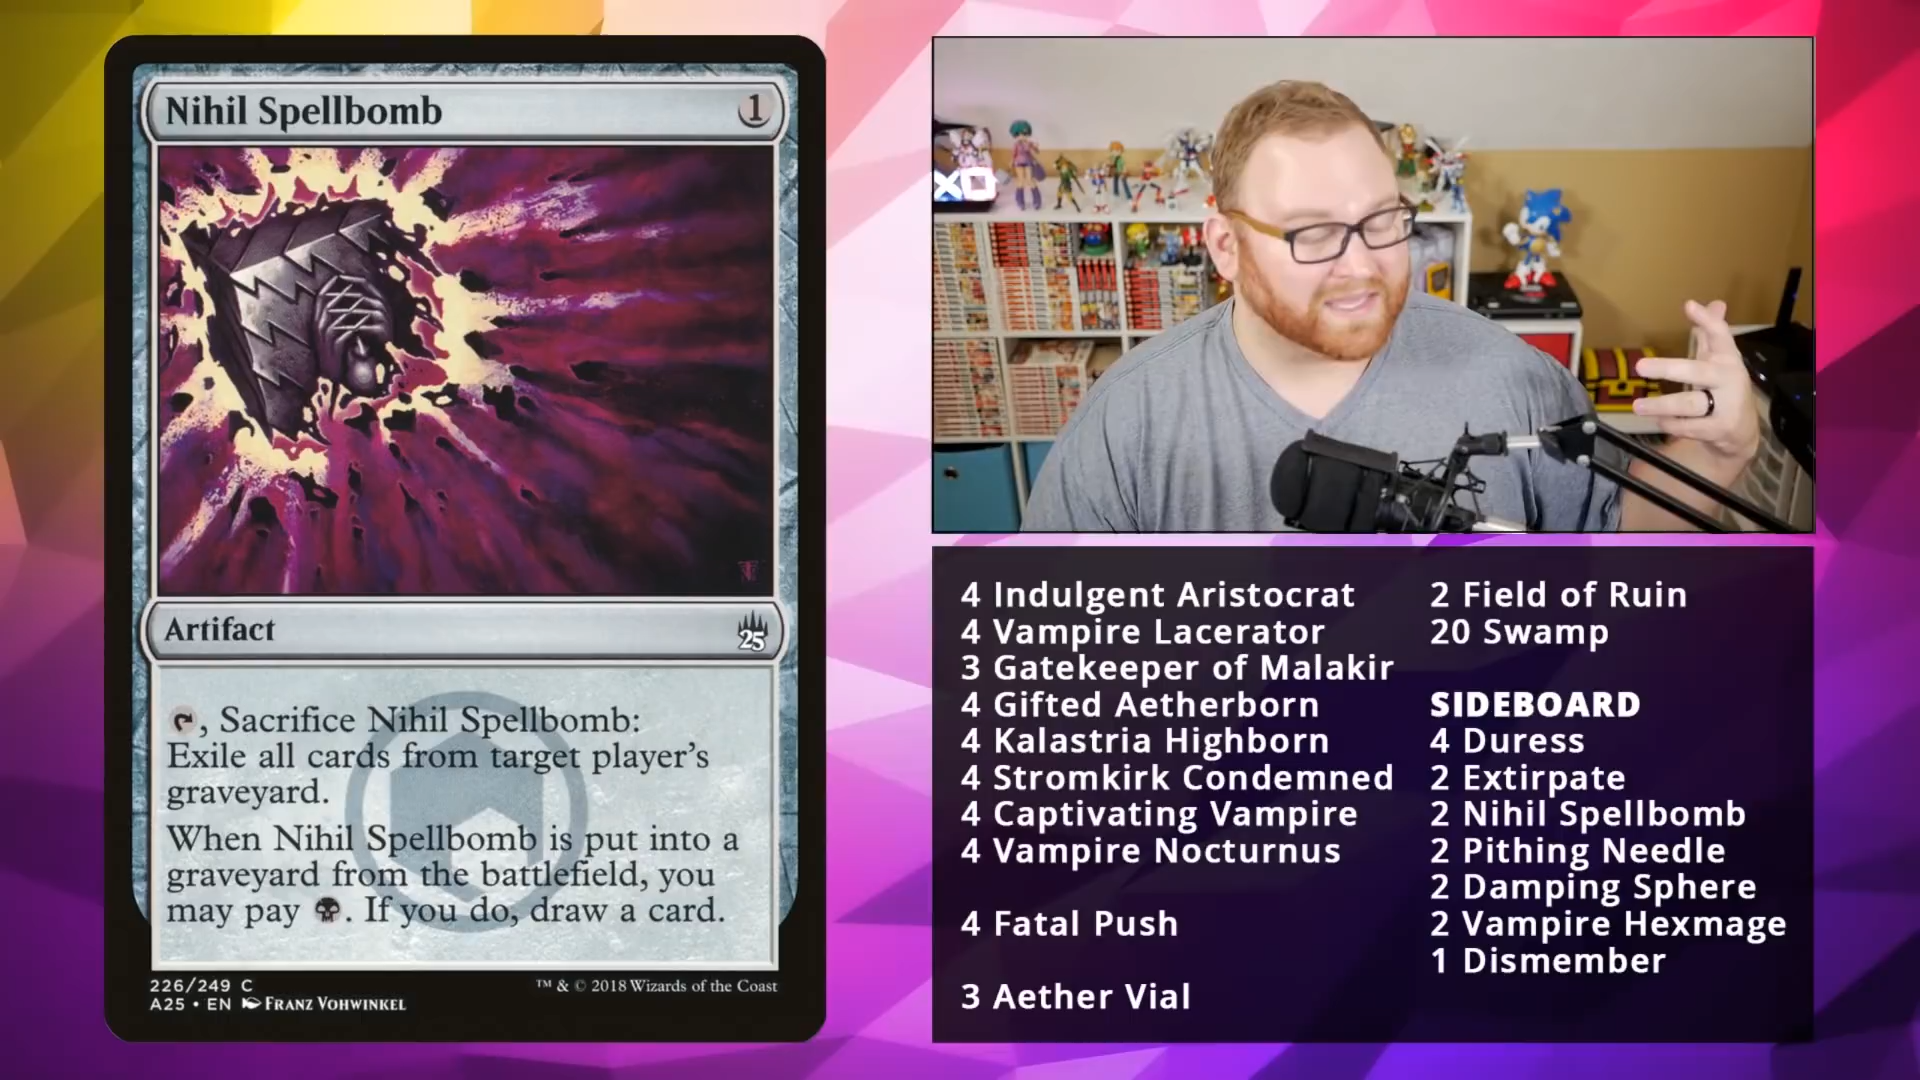 Nihil Spellbomb
1
Artifact
25
, Sacrifice Nihil Spellbomb:
Exile all cards from target player's
graveyard.
When Nihil Spellbomb is put into a
graveyard from the battlefield, you
may pay . If you do, draw a card.
226/249 C
A25 • EN FRANZ VOHWINKEL
™ & © 2018 Wizards of the Coast
XO
4 Indulgent Aristocrat
4 Vampire Lacerator
3 Gatekeeper of Malakir
4 Gifted Aetherborn
4 Kalastria Highborn
4 Stromkirk Condemned
4 Captivating Vampire
4 Vampire Nocturnus
4 Fatal Push
3 Aether Vial
2 Field of Ruin
20 Swamp
SIDEBOARD
4 Duress
2 Extirpate
2 Nihil Spellbomb
2 Pithing Needle
2 Damping Sphere
2 Vampire Hexmage
1 Dismember